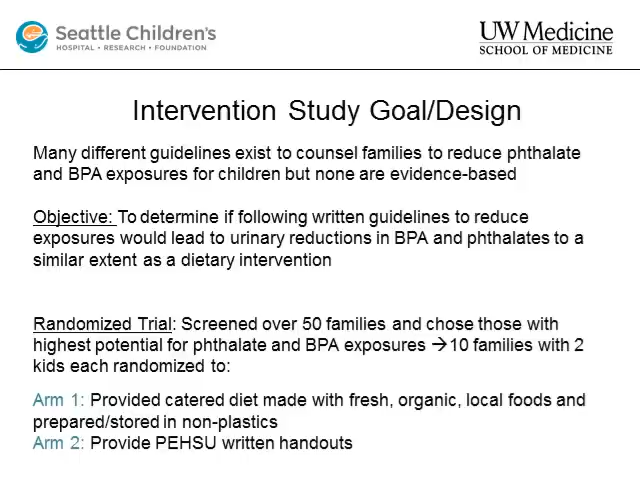 Seattle Children's
HOSPITAL • RESEARCH • FOUNDATION
UW Medicine
SCHOOL OF MEDICINE
Intervention Study Goal/Design
Many different guidelines exist to counsel families to reduce phthalate
and BPA exposures for children but none are evidence-based
Objective: To determine if following written guidelines to reduce
exposures would lead to urinary reductions in BPA and phthalates to a
similar extent as a dietary intervention
Randomized Trial: Screened over 50 families and chose those with
highest potential for phthalate and BPA exposures →10 families with 2
kids each randomized to:
Arm 1: Provided catered diet made with fresh, organic, local foods and
prepared/stored in non-plastics
Arm 2: Provide PEHSU written handouts